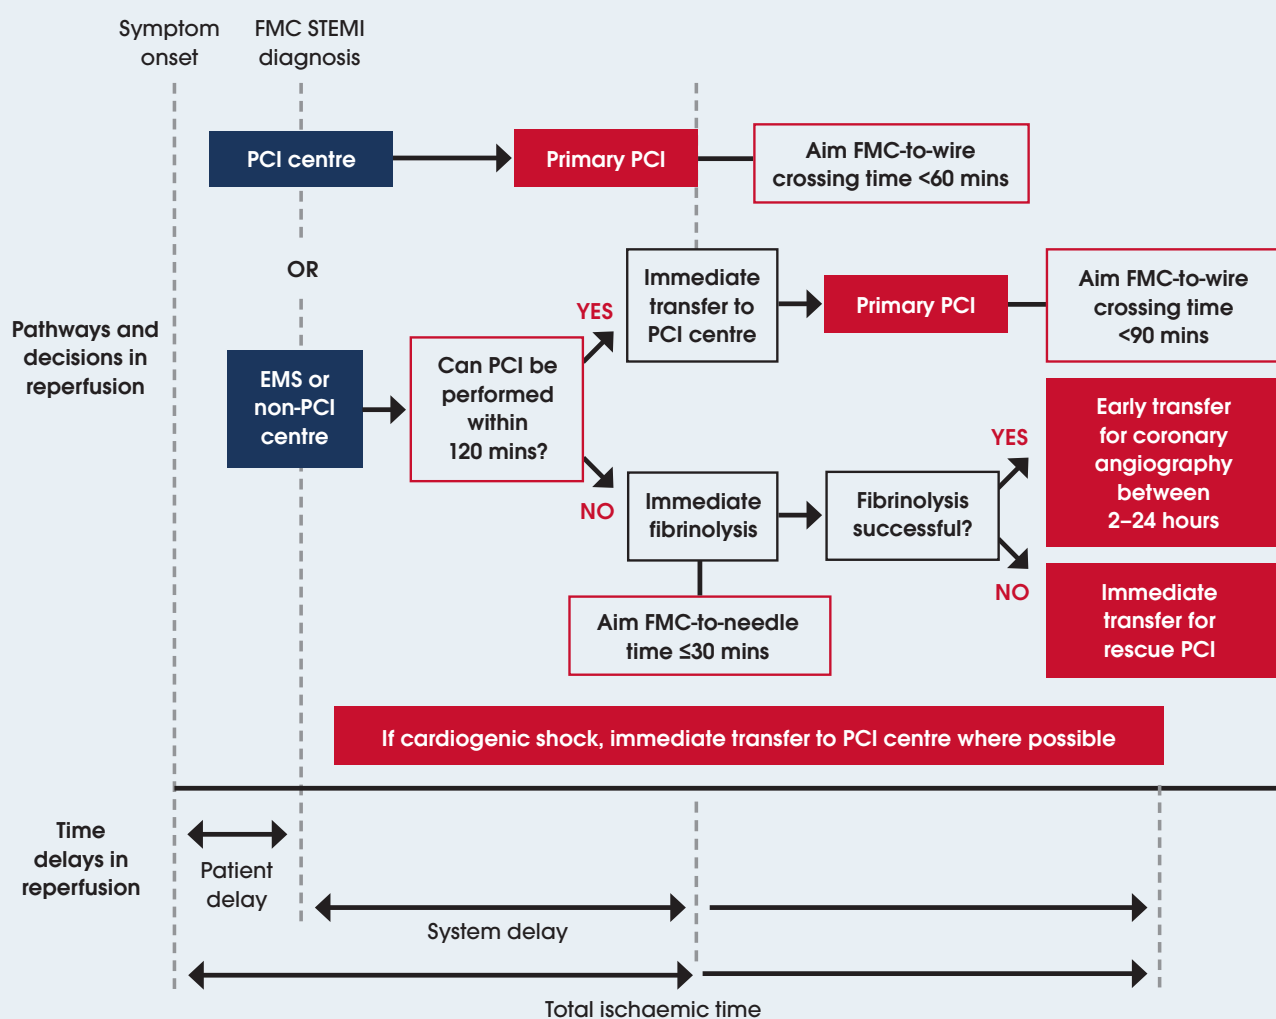 Symptom
onset
FMC STEMI
diagnosis
PCI centre
Primary PCI
Aim FMC-to-wire
crossing time <60 mins
OR
Pathways and
decisions in
reperfusion
EMS or
non-PCI
centre
Can PCI be
performed
within
120 mins?
YES
Immediate
transfer to
PCI centre
Primary PCI
Aim FMC-to-wire
crossing time
<90 mins
NO
Immediate
fibrinolysis
Aim FMC-to-needle
time ≤30 mins
Fibrinolysis
successful?
YES
Early transfer
for coronary
angiography
between
2–24 hours
NO
Immediate
transfer for
rescue PCI
If cardiogenic shock, immediate transfer to PCI centre where possible
Time
delays in
reperfusion
Patient
delay
System delay
Total ischaemic time